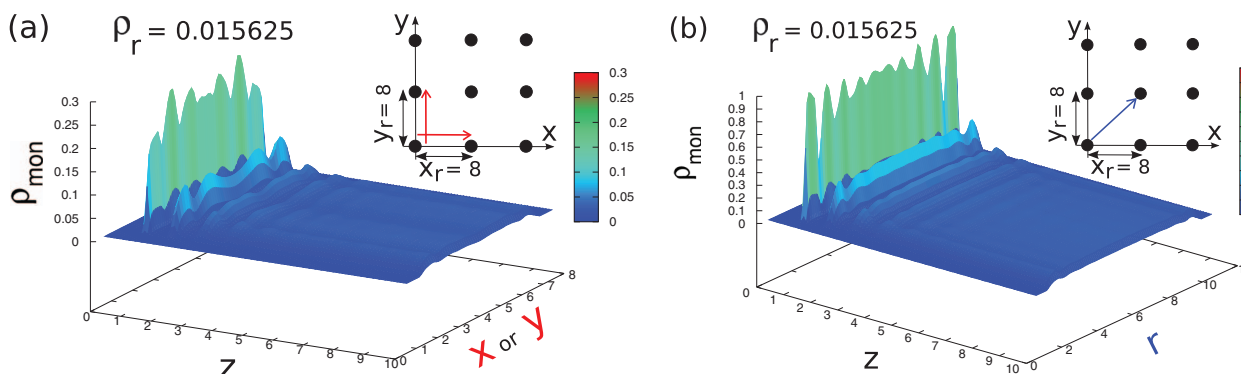 (a)
ρr = 0.015625
y
yr= 8
xr= 8
x
0.3
0.25
0.2
0.15
0.1
0.05
0
ρmon
0.3
0.25
0.20
0.15
0.1
0.05
0
0 1 2 3 4 5 6 7 8 9 10
z
0 1 2 3 4 5 6 7 8
x or y
(b)
ρr = 0.015625
y
yr= 8
xr= 8
x
ρmon
1
0.9
0.8
0.7
0.6
0.5
0.4
0.3
0.2
0.1
0
0 1 2 3 4 5 6 7 8 9 10
z
0 2 4 6 8 10
r